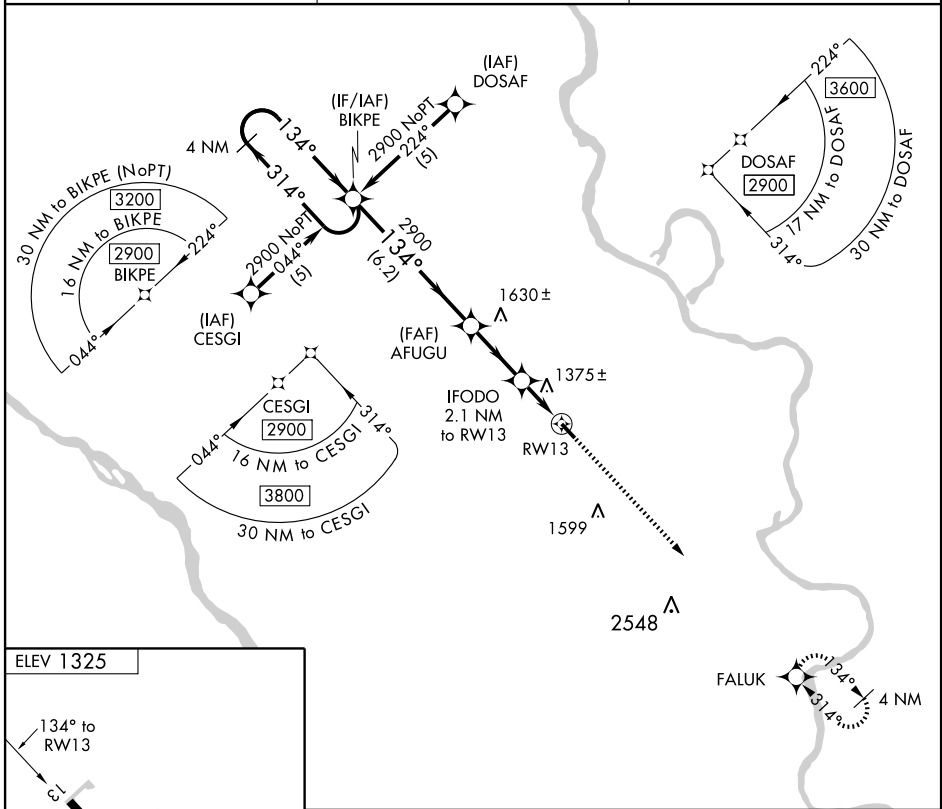 (IAF)
DOSAF
(IF/IAF)
BIKPE
2900 NoPT
224°
(5)
4 NM
134°
314°
2900 NoPT
044°
(5)
(IAF)
CESGI
2900
134°
(6.2)
30 NM to BIKPE (NoPT)
3200
16 NM to BIKPE
2900
BIKPE
224°
044°
224°
3600
DOSAF
2900
17 NM to DOSAF
30 NM to DOSAF
314°
1630 ±
(FAF)
AFUGU
1375 ±
IFODO
2.1 NM
to RW13
RW13
CESGI
2900
044°
314°
16 NM to CESGI
3800
30 NM to CESGI
1599
2548
FALUK
134°
314°
4 NM
ELEV 1325
134° to
RW13
13